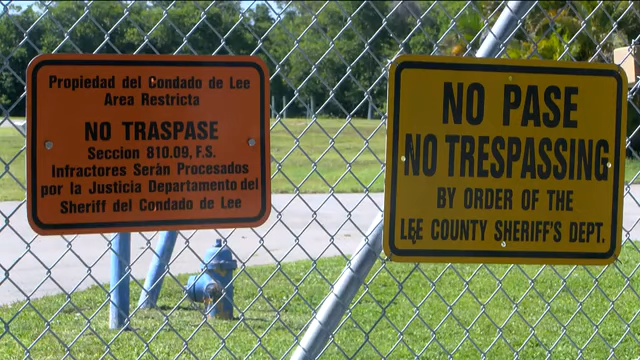 Propiedad del Condado de Lee
Area Restricta
NO TRASPASE
Seccion 810.09, F.S.
Infractores Serán Procesados
por la Justicia Departamento del
Sheriff del Condado de Lee
NO PASE
NO TRESPASSING
BY ORDER OF THE
LEE COUNTY SHERIFF'S DEPT.